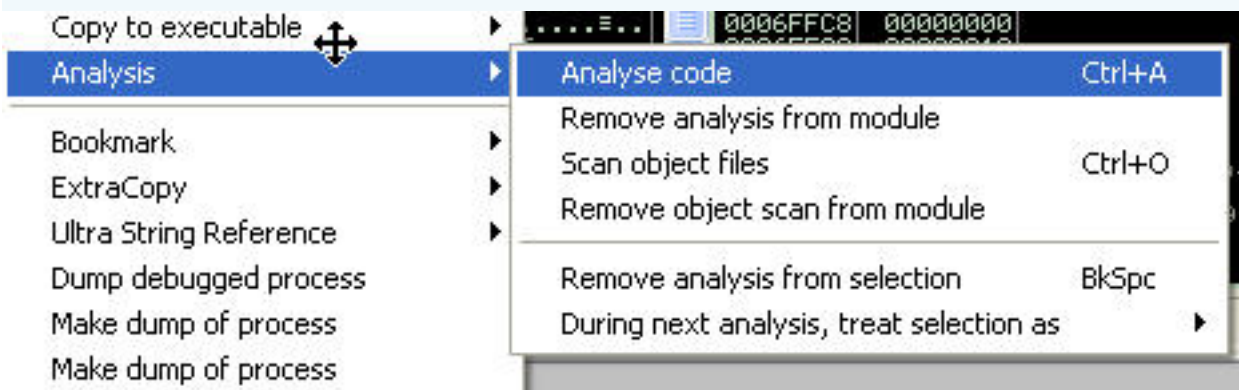 Copy to executable
....≡.. 0006FFC8 00000000
Analysis
Analyse code Ctrl+A
Remove analysis from module
Scan object files Ctrl+O
Remove object scan from module
Remove analysis from selection BkSpc
During next analysis, treat selection as
Bookmark
ExtraCopy
Ultra String Reference
Dump debugged process
Make dump of process
Make dump of process